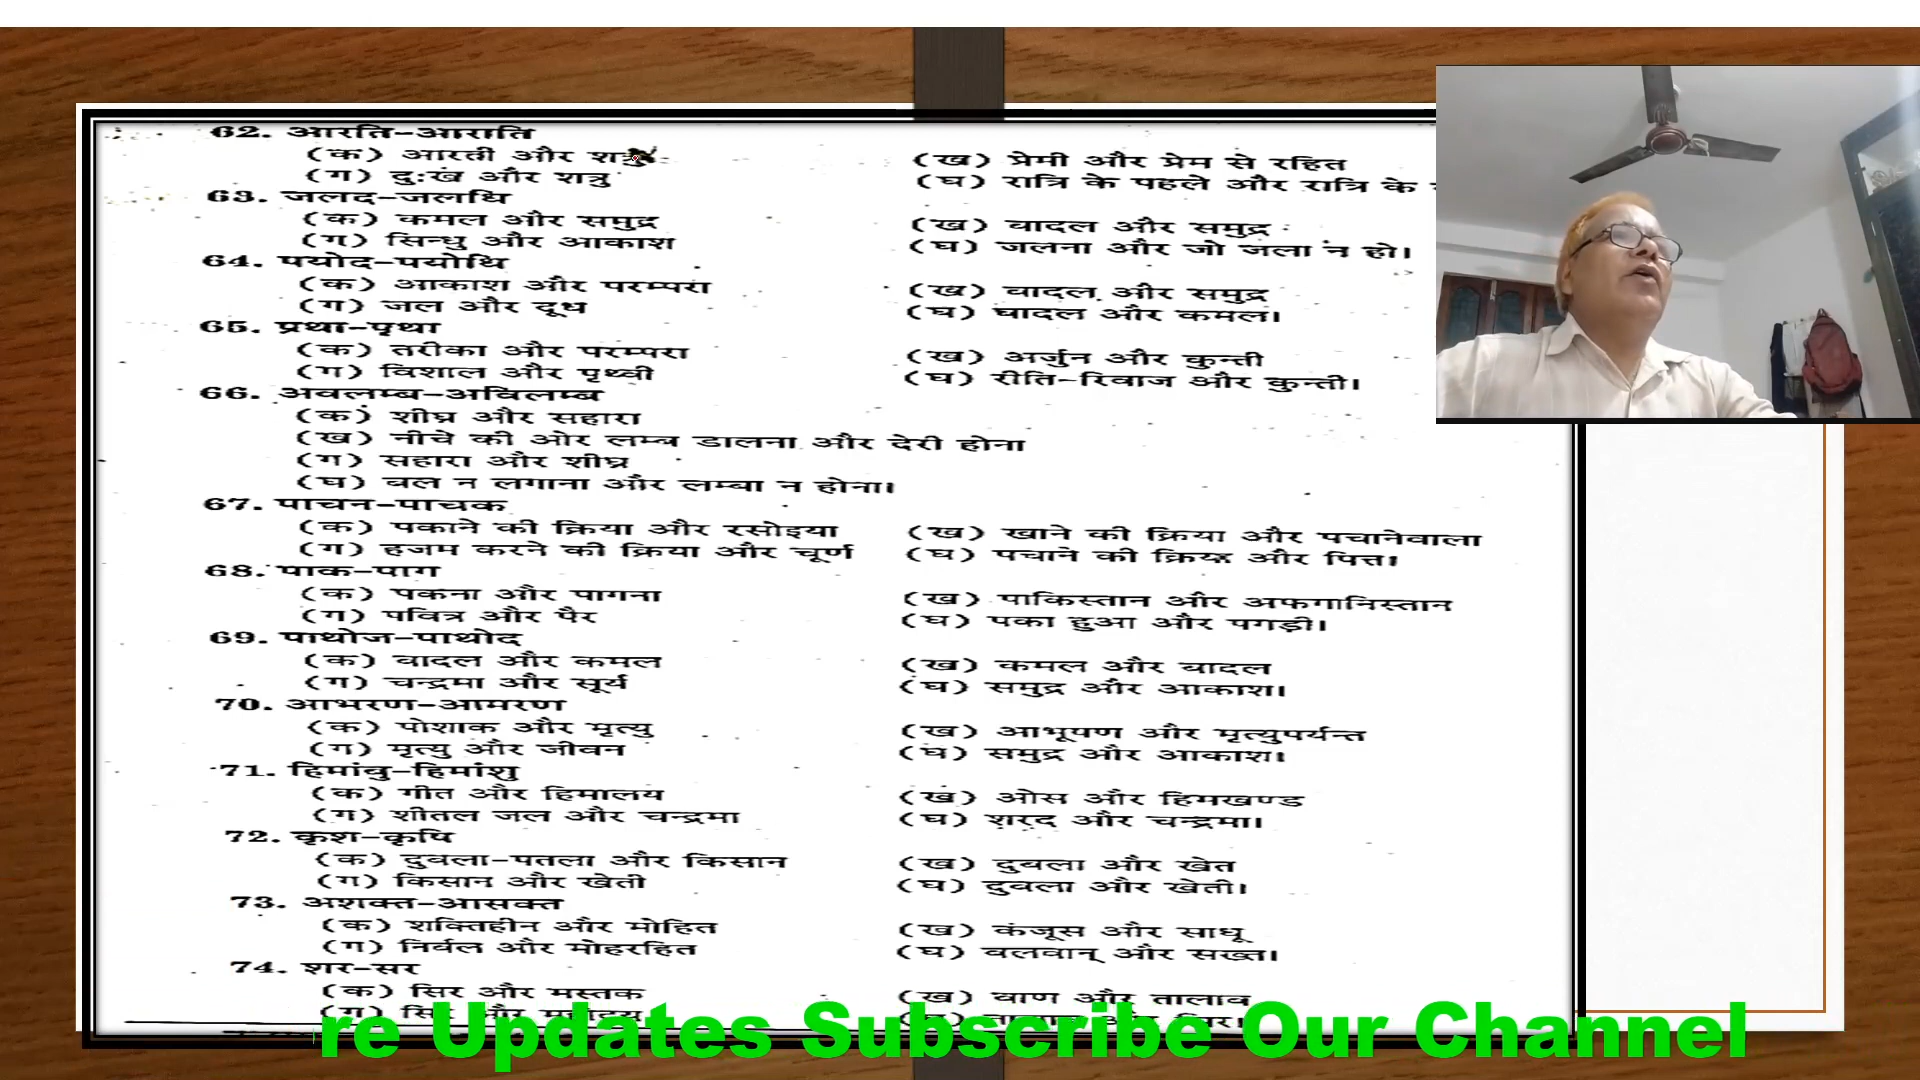 62. आरति-आराति
(क) आरती और शत्रु
(ख) प्रेमी और प्रेम से रहित
(ग) दुःख और शत्रु
(घ) रात्रि के पहले और रात्रि के
63. जलद-जलधि
(क) कमल और समुद्र
(ख) बादल और समुद्र
(ग) सिन्धु और आकाश
(घ) जलना और जो जला न हो।
64. पयोद-पयोधि
(क) आकाश और परम्परा
(ख) बादल और समुद्र
(ग) जल और दूध
(घ) बादल और कमल।
65. प्रथा-पृथा
(क) तरीका और परम्परा
(ख) अर्जुन और कुन्ती
(ग) विशाल और पृथ्वी
(घ) रीति-रिवाज और कुन्ती।
66. अवलम्ब-अविलम्ब
(क) शीघ्र और सहारा
(ख) नीचे की ओर लम्ब डालना और देरी होना
(ग) सहारा और शीघ्र
(घ) बल न लगाना और लम्बा न होना।
67. पाचन-पाचक
(क) पकाने की क्रिया और रसोइया
(ख) खाने की क्रिया और पचानेवाला
(ग) हजम करने की क्रिया और चूर्ण
(घ) पचाने की क्रिया और पित्त।
68. पाक-पाग
(क) पकना और पागना
(ख) पाकिस्तान और अफगानिस्तान
(ग) पवित्र और पैर
(घ) पका हुआ और पगड़ी।
69. पाथोज-पाथोद
(क) बादल और कमल
(ख) कमल और बादल
(ग) चन्द्रमा और सूर्य
(घ) समुद्र और आकाश।
70. आभरण-आमरण
(क) पोशाक और मृत्यु
(ख) आभूषण और मृत्युपर्यन्त
(ग) मृत्यु और जीवन
(घ) समुद्र और आकाश।
71. हिमांबु-हिमांशु
(क) गीत और हिमालय
(ख) ओस और हिमखण्ड
(ग) शीतल जल और चन्द्रमा
(घ) शरद और चन्द्रमा।
72. कृश-कृषि
(क) दुबला-पतला और किसान
(ख) दुबला और खेत
(ग) किसान और खेती
(घ) दुबला और खेती।
73. अशक्त-आसक्त
(क) शक्तिहीन और मोहित
(ख) कंजूस और साधू
(ग) निर्बल और मोहरहित
(घ) बलवान् और सख्त।
74. शर-सर
(क) सिर और मस्तक
(ख) बाण और तालाब
(ग) और
re Updates Subscribe Our Channel